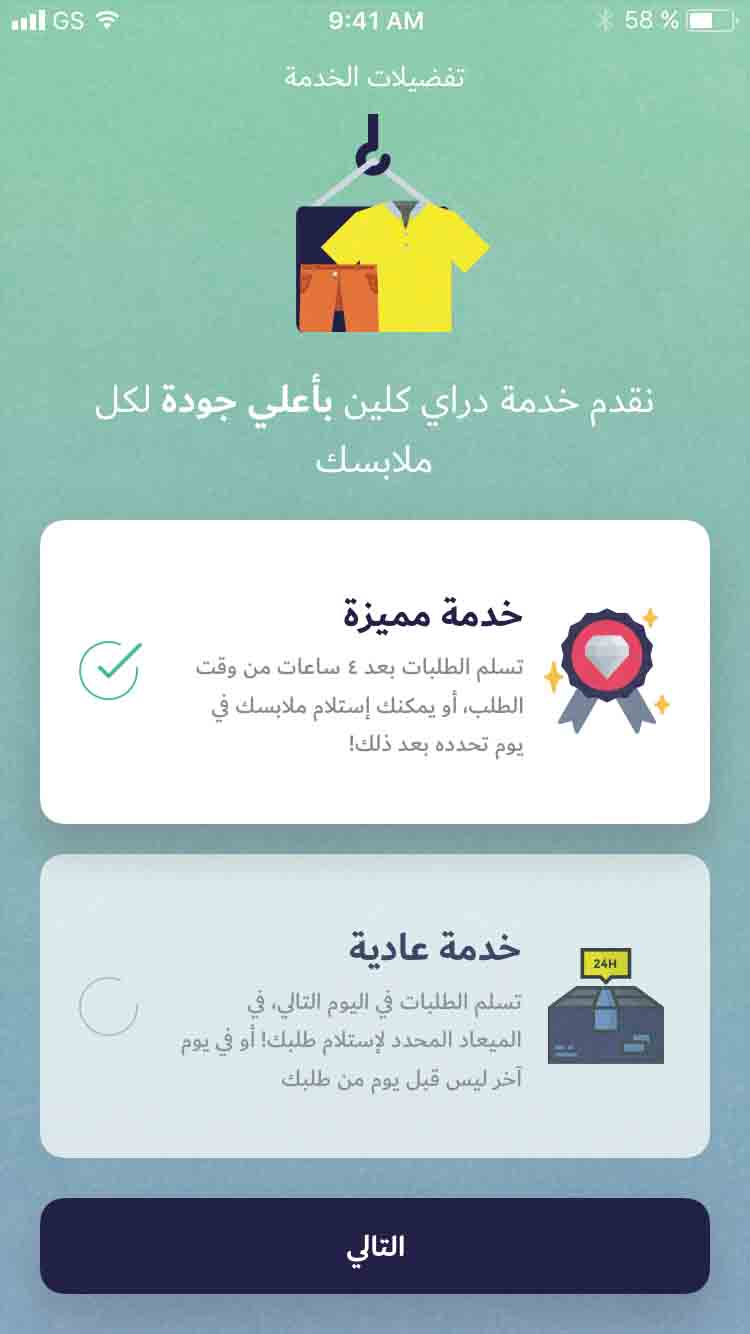 GS 9:41 AM 58 %
تفضيلات الخدمة
نقدم خدمة دراي كلين بأعلي جودة لكل
ملابسك
خدمة مميزة
تسلم الطلبات بعد ٤ ساعات من وقت
الطلب، أو يمكنك إستلام ملابسك في
يوم تحدده بعد ذلك!
24H
خدمة عادية
تسلم الطلبات في اليوم التالي، في
الميعاد المحدد لإستلام طلبك! أو في يوم
آخر ليس قبل يوم من طلبك
التالي